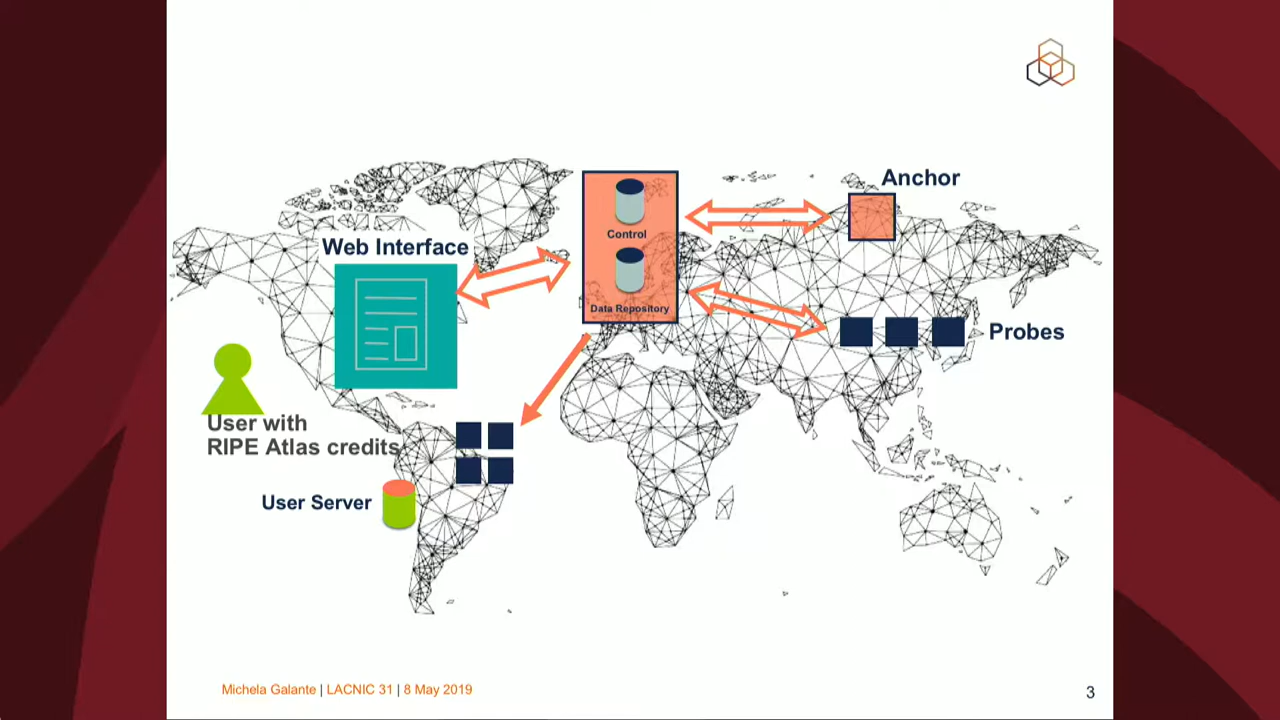 Anchor
Control
Web Interface
Data Repository
Probes
User with
RIPE Atlas credits
User Server
Michela Galante | LACNIC 31 | 8 May 2019
3